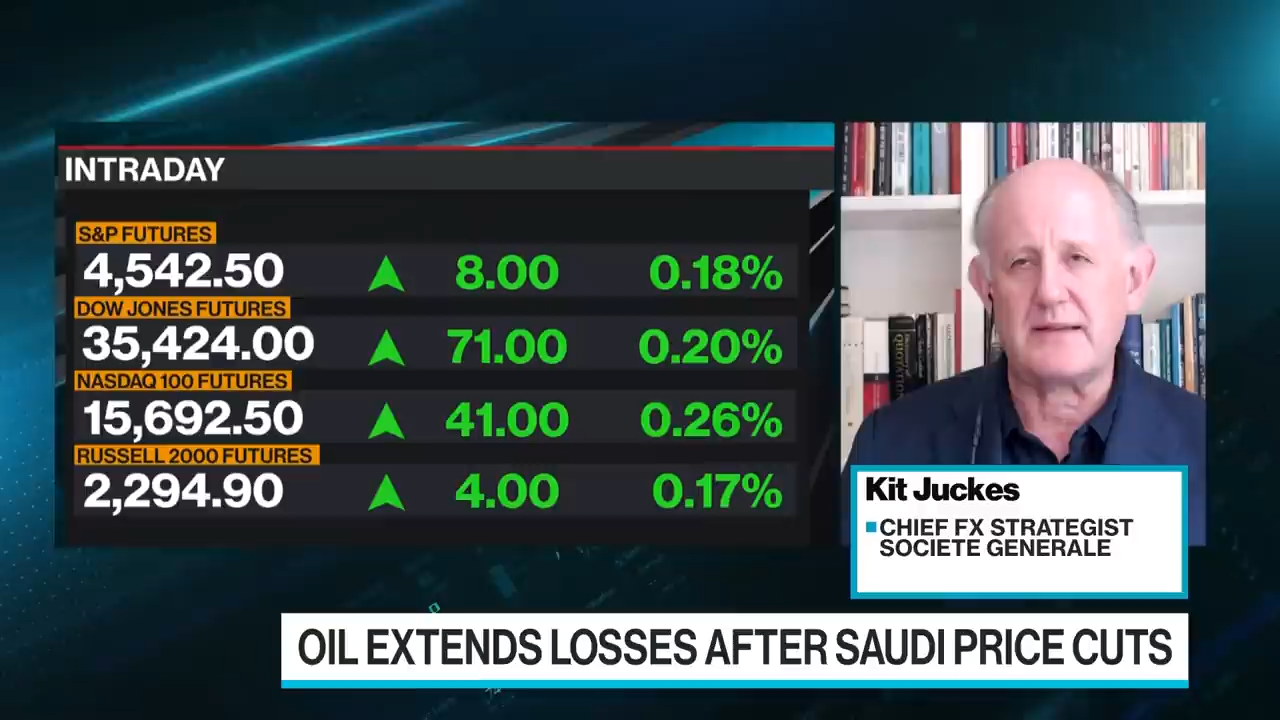 INTRADAY
S&P FUTURES
4,542.50 ▲ 8.00 0.18%
DOW JONES FUTURES
35,424.00 ▲ 71.00 0.20%
NASDAQ 100 FUTURES
15,692.50 ▲ 41.00 0.26%
RUSSELL 2000 FUTURES
2,294.90 ▲ 4.00 0.17%
QUOTATIONS
Kit Juckes
CHIEF FX STRATEGIST
SOCIETE GENERALE
OIL EXTENDS LOSSES AFTER SAUDI PRICE CUTS